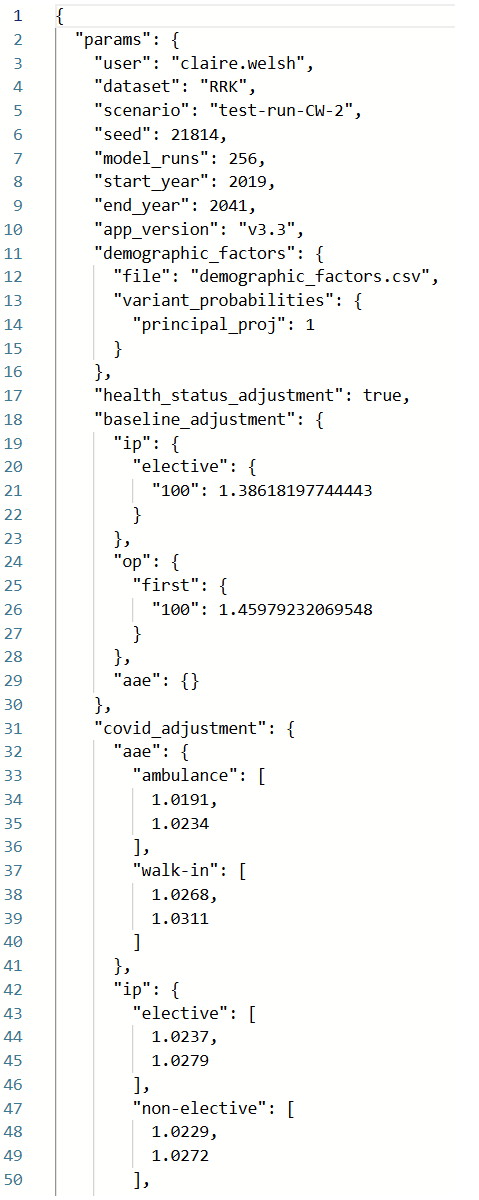 1 {
2   "params": {
3     "user": "claire.welsh",
4     "dataset": "RRK",
5     "scenario": "test-run-CW-2",
6     "seed": 21814,
7     "model_runs": 256,
8     "start_year": 2019,
9     "end_year": 2041,
10     "app_version": "v3.3",
11     "demographic_factors": {
12       "file": "demographic_factors.csv",
13       "variant_probabilities": {
14         "principal_proj": 1
15       }
16     },
17     "health_status_adjustment": true,
18     "baseline_adjustment": {
19       "ip": {
20         "elective": {
21           "100": 1.38618197744443
22         }
23       },
24       "op": {
25         "first": {
26           "100": 1.45979232069548
27         }
28       },
29       "aae": {}
30     },
31     "covid_adjustment": {
32       "aae": {
33         "ambulance": [
34           1.0191,
35           1.0234
36         ],
37         "walk-in": [
38           1.0268,
39           1.0311
40         ]
41       },
42       "ip": {
43         "elective": [
44           1.0237,
45           1.0279
46         ],
47         "non-elective": [
48           1.0229,
49           1.0272
50         ],